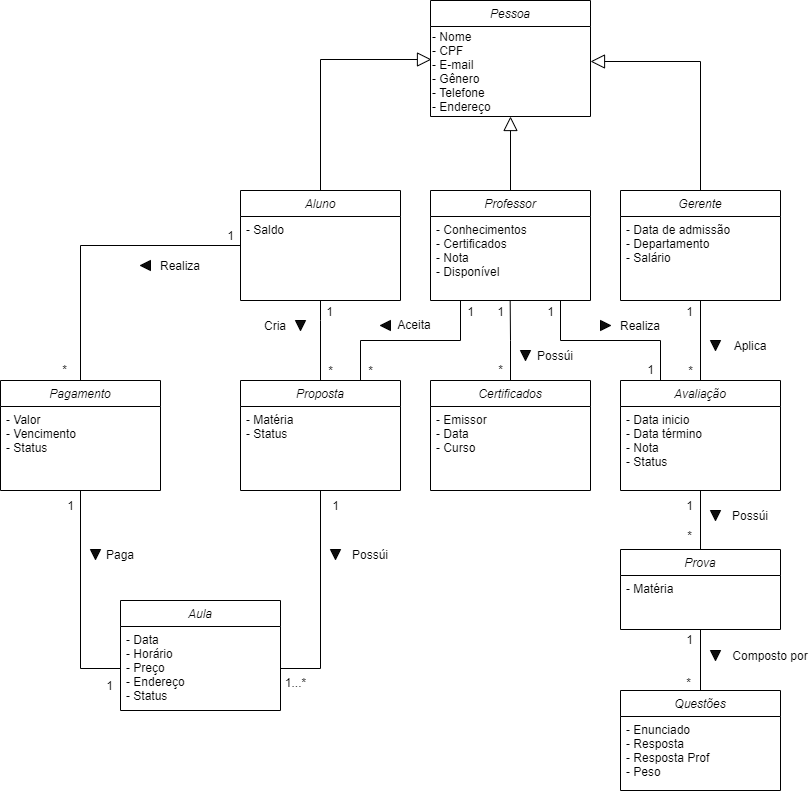 Pessoa
- Nome
- CPF
- E-mail
- Gênero
- Telefone
- Endereço
Aluno
- Saldo
Professor
- Conhecimentos
- Certificados
- Nota
- Disponível
Gerente
- Data de admissão
- Departamento
- Salário
1
Realiza
*
1
Cria
*
1
Aceita
*
1
Possúi
*
1
Realiza
1
1
Aplica
*
Pagamento
- Valor
- Vencimento
- Status
Proposta
- Matéria
- Status
Certificados
- Emissor
- Data
- Curso
Avaliação
- Data inicio
- Data término
- Nota
- Status
1
Paga
1
1
Possúi
1...*
1
Possúi
*
Aula
- Data
- Horário
- Preço
- Endereço
- Status
Prova
- Matéria
1
Composto por
*
Questões
- Enunciado
- Resposta
- Resposta Prof
- Peso